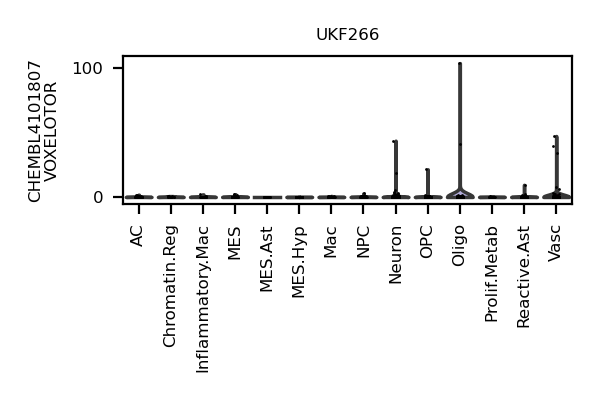 UKF266
CHEMBL4101807
VOXELOTOR
100
0
AC
Chromatin.Reg
Inflammatory.Mac
MES
MES.Ast
MES.Hyp
Mac
NPC
Neuron
OPC
Oligo
Prolif.Metab
Reactive.Ast
Vasc